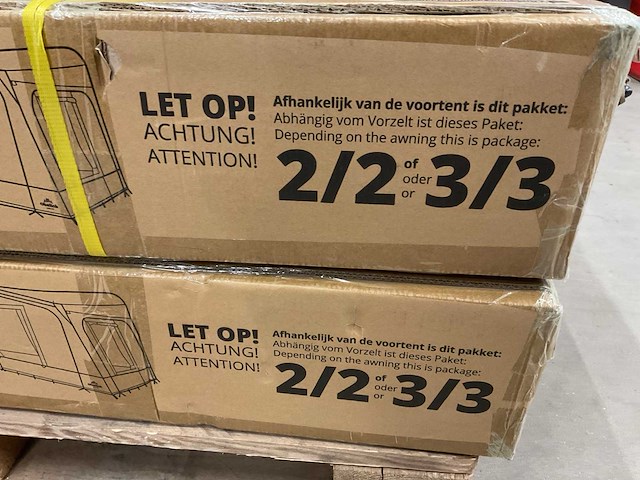 LET OP!
ACHTUNG!
ATTENTION!
Afhankelijk van de voortent is dit pakket:
Abhängig vom Vorzelt ist dieses Paket:
Depending on the awning this is package:
2/2 of oder or 3/3
LET OP!
ACHTUNG!
ATTENTION!
Afhankelijk van de voortent is dit pakket:
Abhängig vom Vorzelt ist dieses Paket:
Depending on the awning this is package:
2/2 of oder or 3/3